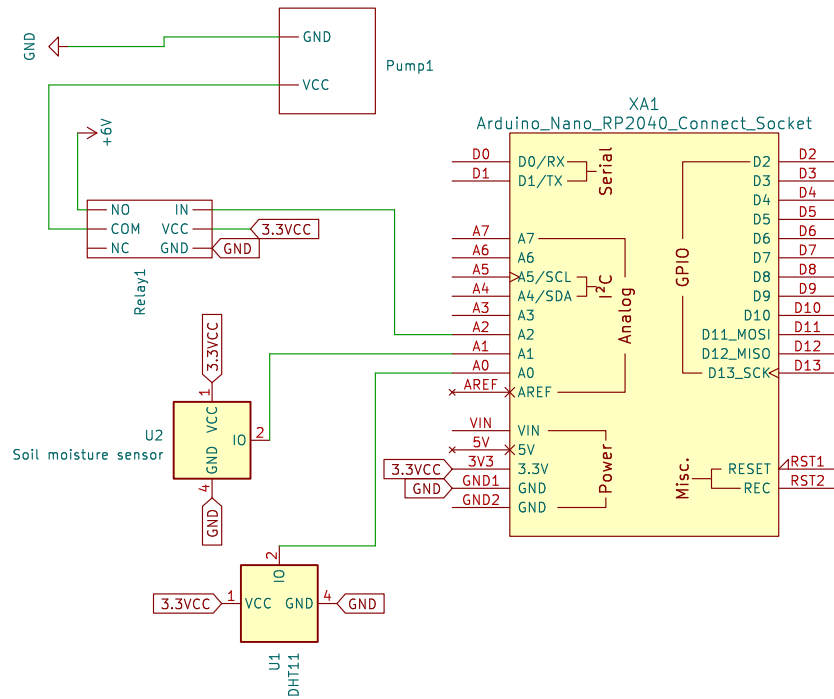 GND
GND
VCC
Pump1
+6V
NO
COM
NC
IN
VCC
GND
3.3VCC
GND
Relay1
3.3VCC
1
VCC
IO
2
GND
4
GND
U2
Soil moisture sensor
2
IO
3.3VCC
1
VCC
GND
4
GND
U1
DHT11
XA1
Arduino_Nano_RP2040_Connect_Socket
D0
D0/RX
D1
D1/TX
Serial
A7
A7
A6
A6
A5
A5/SCL
A4
A4/SDA
I²C
A3
A3
A2
A2
A1
A1
A0
A0
AREF
AREF
Analog
VIN
VIN
5V
5V
3.3VCC
3V3
3.3V
GND
GND1
GND
GND2
GND
Power
GPIO
D2
D2
D3
D3
D4
D4
D5
D5
D6
D6
D7
D7
D8
D8
D9
D9
D10
D10
D11_MOSI
D11
D12_MISO
D12
D13_SCK
D13
Misc.
RESET
RST1
REC
RST2